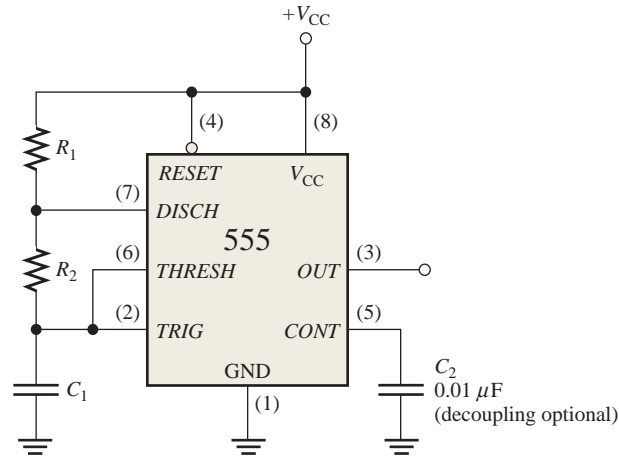 +V_CC
(4)
(8)
R_1
RESET
V_CC
(7)
DISCH
555
(6)
(3)
R_2
THRESH
OUT
(2)
(5)
TRIG
CONT
C_1
GND
C_2
0.01 μF
(decoupling optional)
(1)